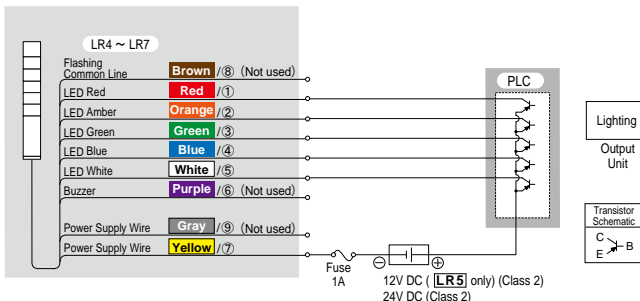 LR4 ~ LR7
Flashing
Common Line Brown /⑧ (Not used)
LED Red Red /①
LED Amber Orange /②
LED Green Green /③
LED Blue Blue /④
LED White White /⑤
Buzzer Purple /⑥ (Not used)
Power Supply Wire Gray /⑨ (Not used)
Power Supply Wire Yellow /⑦
Fuse
1A
⊖ ⊕
12V DC ( LR5 only) (Class 2)
24V DC (Class 2)
PLC
Lighting
Output
Unit
Transistor
Schematic
C
B
E